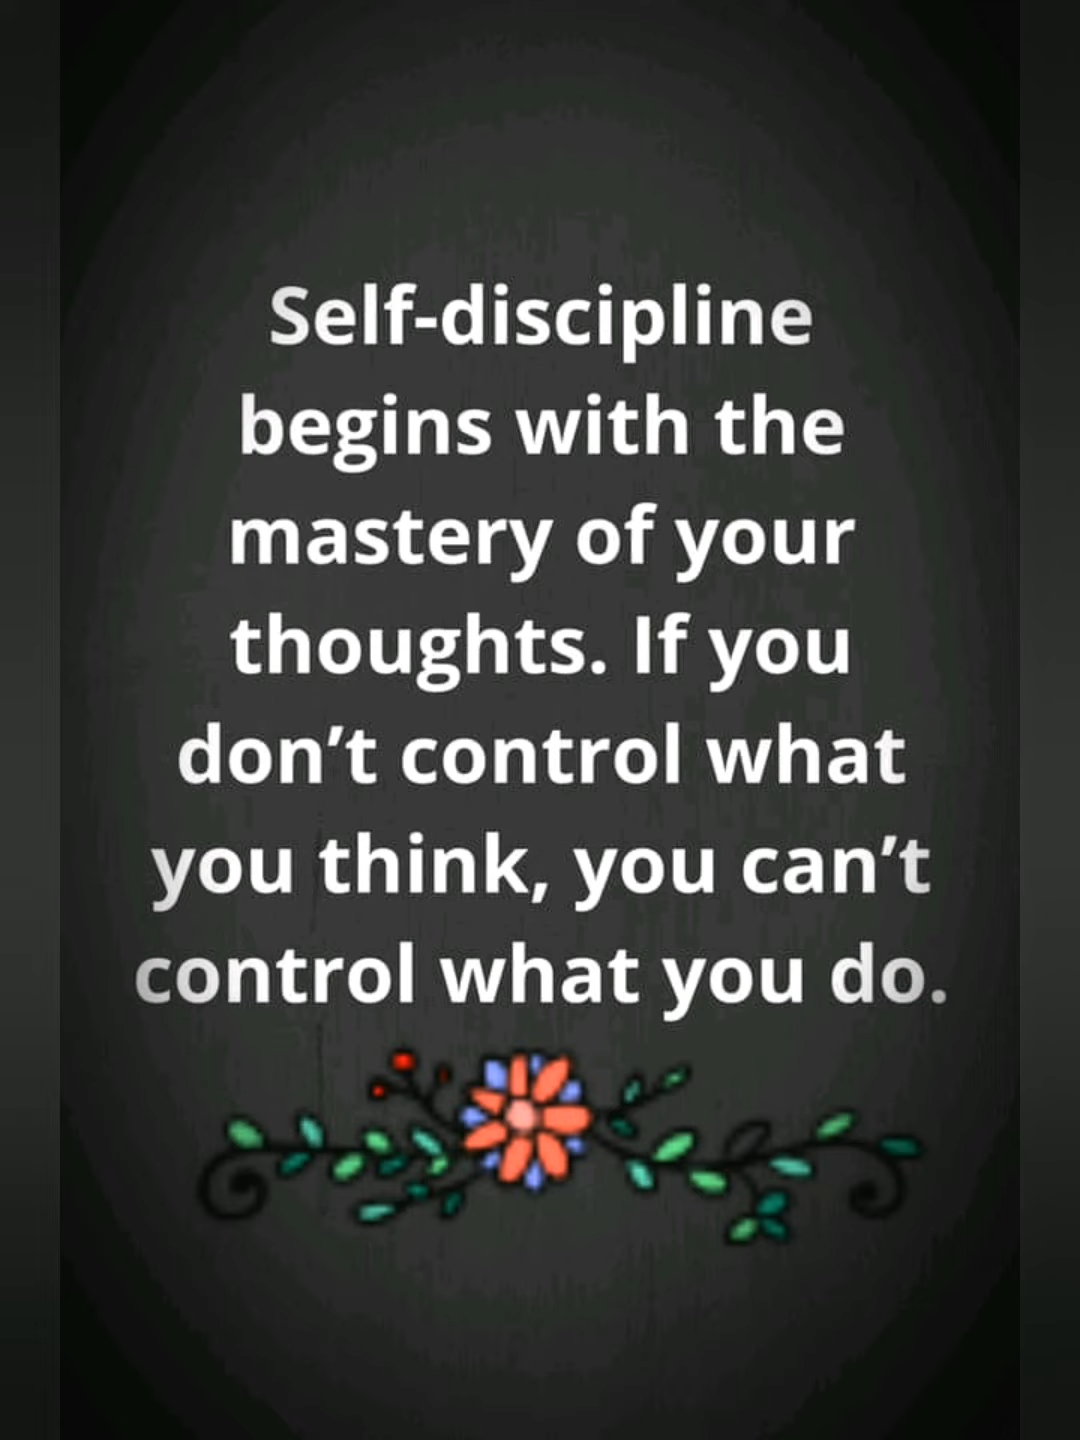 Self-discipline
begins with the
mastery of your
thoughts. If you
don’t control what
you think, you can’t
control what you do.